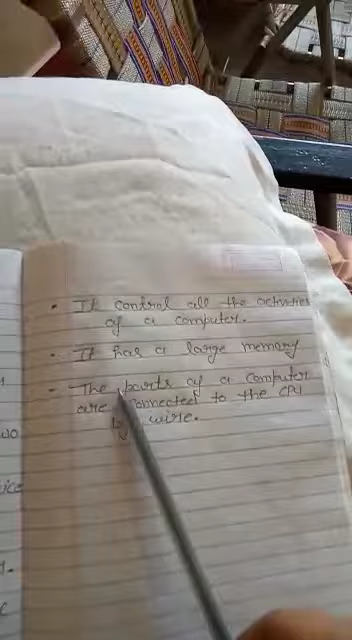 • It control all the activities
of a computer.
• It has a large memory
- The parts of a computer
are connected to the CPU
by wire.